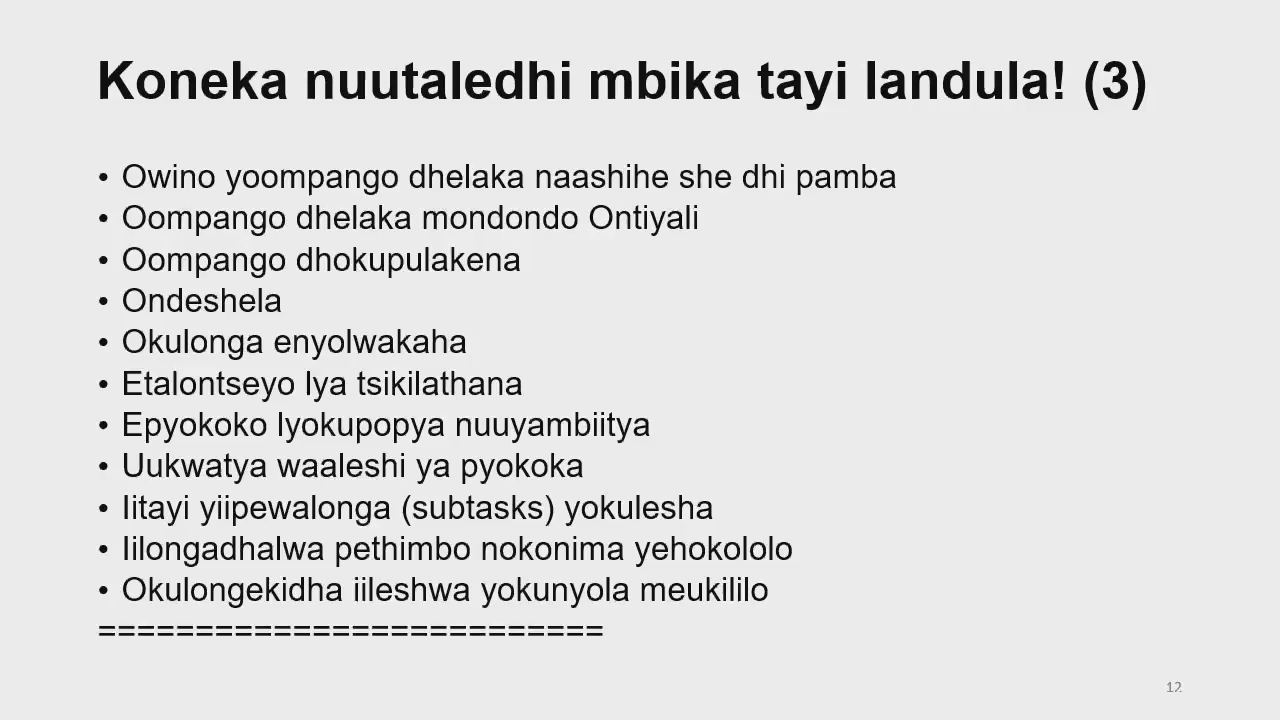 Koneka nuutaledhi mbika tayi landula! (3)
• Owino yoompango dhelaka naashihe she dhi pamba
• Oompango dhelaka mondondo Ontiyali
• Oompango dhokupulakena
• Ondeshela
• Okulonga enyolwakaha
• Etalontseyo lya tsikilathana
• Epyokoko lyokupopya nuuyambiitya
• Uukwatya waaleshi ya pyokoka
• Iitayi yiipewalonga (subtasks) yokulesha
• Iilongadhalwa pethimbo nokonima yehokololo
• Okulongekidha iileshwa yokunyola meukililo
==========================
12